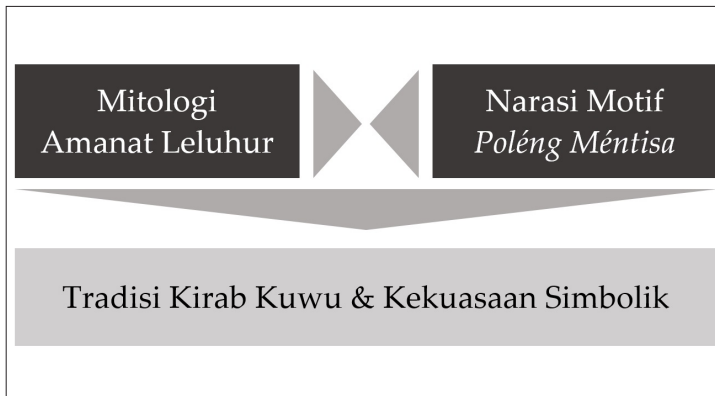 Mitologi
Amanat Leluhur
Narasi Motif
Poléng Méntisa
Tradisi Kirab Kuwu & Kekuasaan Simbolik